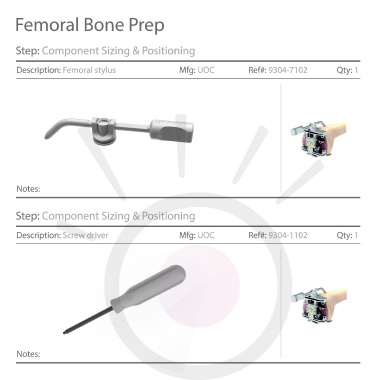 Femoral Bone Prep
Step: Component Sizing & Positioning
Description: Femoral stylus Mfg: UOC Ref#: 9304-7102 Qty: 1
Notes:
Step: Component Sizing & Positioning
Description: Screw driver Mfg: UOC Ref#: 9304-1102 Qty: 1
Notes: